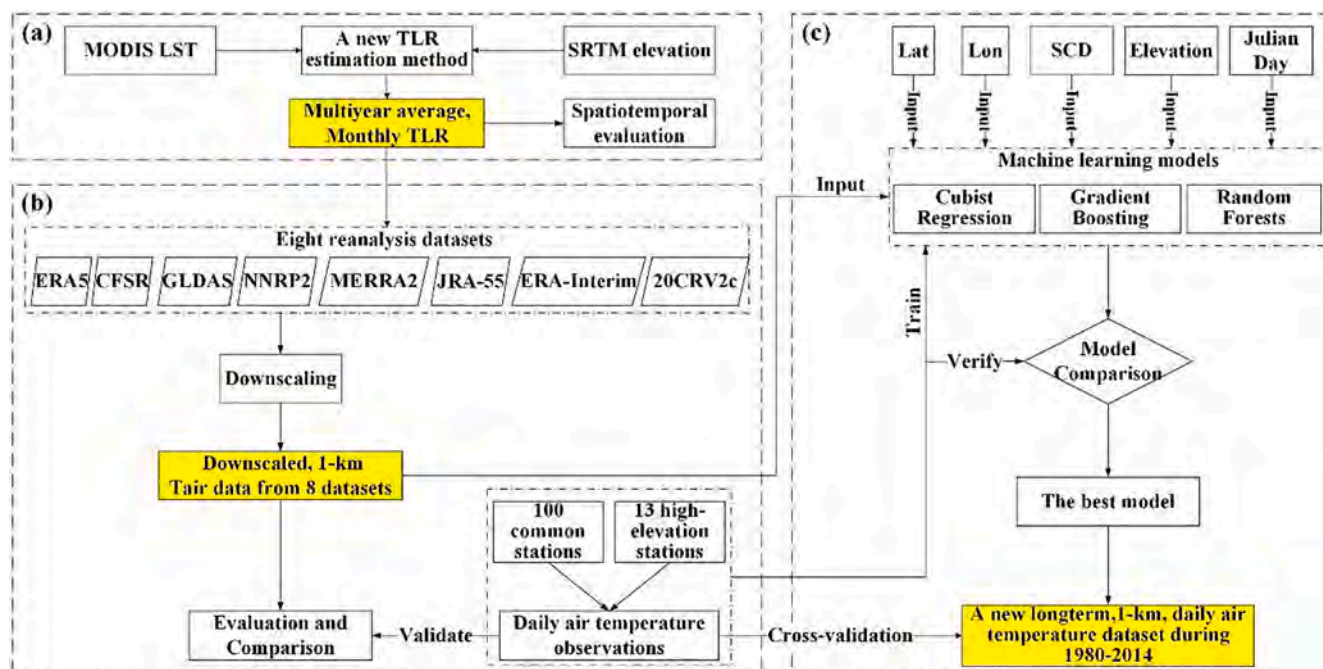 (a)
MODIS LST
A new TLR
estimation method
SRTM elevation
Multiyear average,
Monthly TLR
Spatiotemporal
evaluation
(b)
Eight reanalysis datasets
ERA5
CFSR
GLDAS
NNRP2
MERRA2
JRA-55
ERA-Interim
20CRV2c
Downscaling
Downscaled, 1-km
Tair data from 8 datasets
100
common
stations
13 high-
elevation
stations
Evaluation and
Comparison
Validate
Daily air temperature
observations
(c)
Lat
Lon
SCD
Elevation
Julian
Day
Input
Input
Input
Input
Input
Machine learning models
Cubist
Regression
Gradient
Boosting
Random
Forests
Input
Train
Verify
Model
Comparison
The best model
Cross-validation
A new longterm,1-km, daily air
temperature dataset during
1980-2014